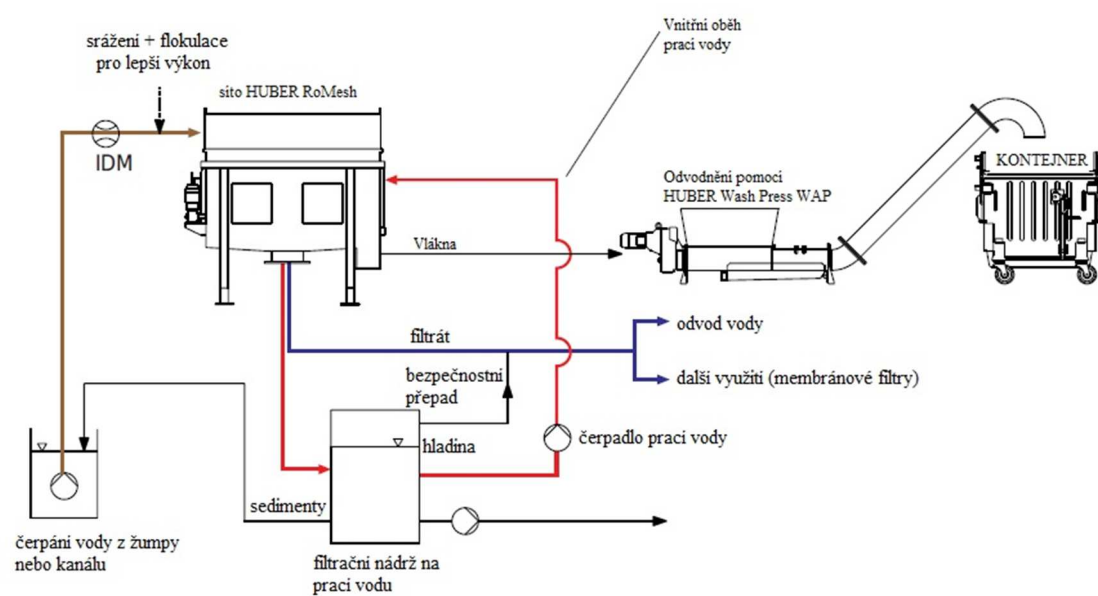 srážení + flokulace
pro lepší výkon
Vnitřní oběh
prací vody
síto HUBER RoMesh
IDM
KONTEJNER
Odvodnění pomocí
HUBER Wash Press WAP
Vlákna
filtrát
odvod vody
bezpečnostní
přepad
další využití (membránové filtry)
hladina
čerpadlo prací vody
sedimenty
čerpání vody z žumpy
nebo kanálu
filtrační nádrž na
prací vodu